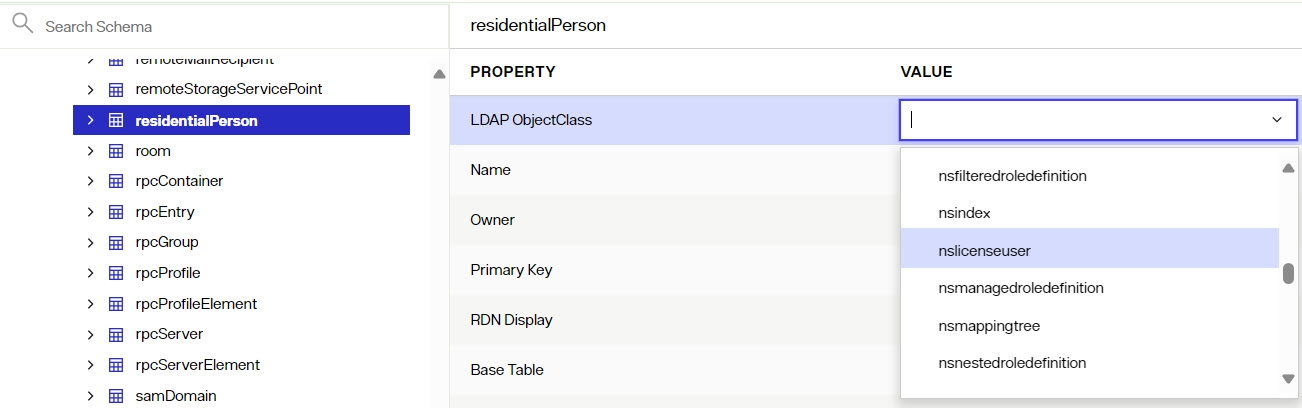 Search Schema
remoteMailRecipient
remoteStorageServicePoint
residentialPerson
room
rpcContainer
rpcEntry
rpcGroup
rpcProfile
rpcProfileElement
rpcServer
rpcServerElement
samDomain
residentialPerson
PROPERTY VALUE
LDAP ObjectClass
Name
Owner
Primary Key
RDN Display
Base Table
nsfilteredroledefinition
nsindex
nslicenseuser
nsmanagedroledefinition
nsmappingtree
nsnestedroledefinition